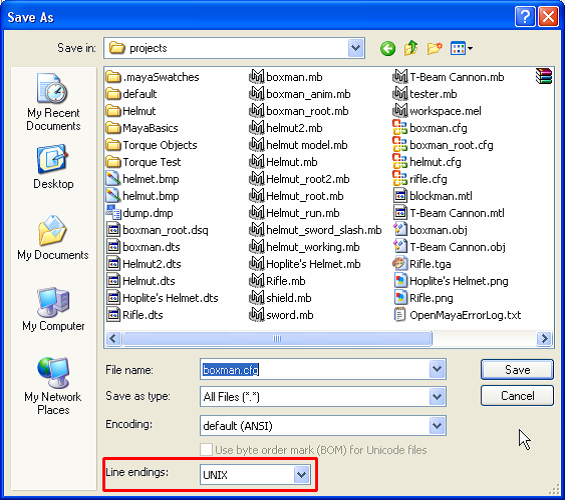 Save As
Save in: projects
My Recent Documents
Desktop
My Documents
My Computer
My Network Places
.mayaSwatches
default
Helmut
MayaBasics
Torque Objects
Torque Test
helmet.bmp
helmut.bmp
dump.dmp
boxman_root.dsq
boxman.dts
Helmut2.dts
Helmut.dts
Hoplite's Helmet.dts
Rifle.dts
boxman.mb
boxman_anim.mb
boxman_root.mb
helmut2.mb
helmut model.mb
Helmut.mb
Helmut_root2.mb
Helmut_root.mb
Helmut_run.mb
helmut_sword_slash.mb
helmut_working.mb
Hoplite's Helmet.mb
Rifle.mb
shield.mb
sword.mb
T-Beam Cannon.mb
tester.mb
workspace.mel
boxman.cfg
boxman_root.cfg
helmut.cfg
rifle.cfg
blockman.mtl
T-Beam Cannon.mtl
boxman.obj
T-Beam Cannon.obj
Rifle.tga
Hoplite's Helmet.png
Rifle.png
OpenMayaErrorLog.txt
File name: boxman.cfg
Save
Save as type: All Files (*.*)
Cancel
Encoding: default (ANSI)
Use byte order mark (BOM) for Unicode files
Line endings: UNIX